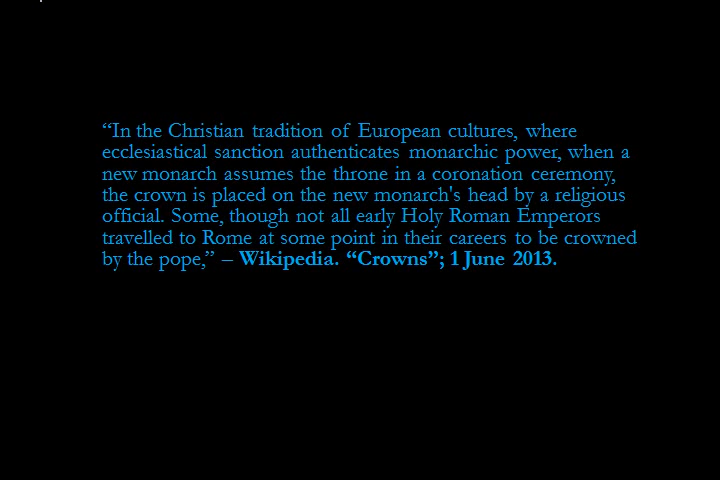 “In the Christian tradition of European cultures, where
ecclesiastical sanction authenticates monarchic power, when a
new monarch assumes the throne in a coronation ceremony,
the crown is placed on the new monarch's head by a religious
official. Some, though not all early Holy Roman Emperors
travelled to Rome at some point in their careers to be crowned
by the pope,” – Wikipedia. “Crowns”; 1 June 2013.